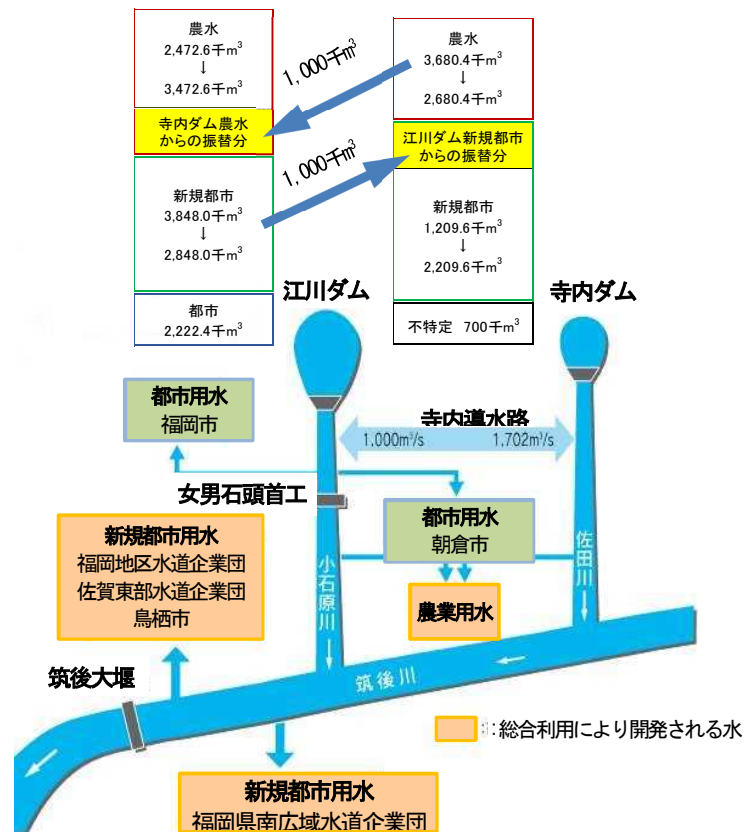 農水
2,472.6千m³
↓
3,472.6千m³
寺内ダム農水
からの振替分
新規都市
3,848.0千m³
↓
2,848.0千m³
都市
2,222.4千m³
1,000千㎥
1,000千㎥
農水
3,680.4千m³
↓
2,680.4千m³
江川ダム新規都市
からの振替分
新規都市
1,209.6千m³
↓
2,209.6千m³
不特定 700千m³
江川ダム
寺内ダム
都市用水
福岡市
寺内導水路
1.000m³/s
1.702m³/s
女男石頭首工
都市用水
朝倉市
新規都市用水
福岡地区水道企業団
佐賀東部水道企業団
鳥栖市
小石原川
佐田川
農業用水
筑後大堰
筑後川
:総合利用により開発される水
新規都市用水
福岡県南広域水道企業団